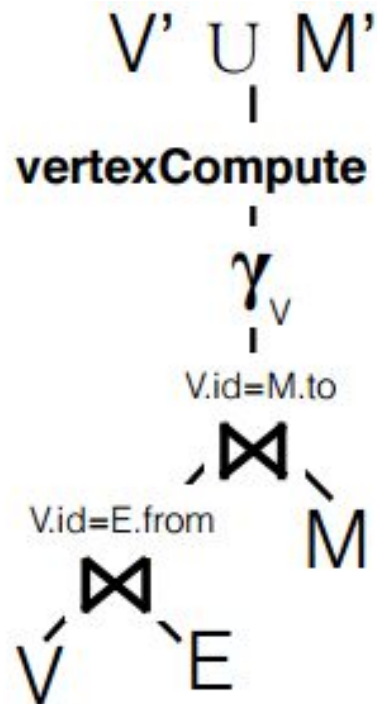 V' ∪ M'
vertexCompute
γV
V.id=M.to
⋈
V.id=E.from
M
⋈
V E